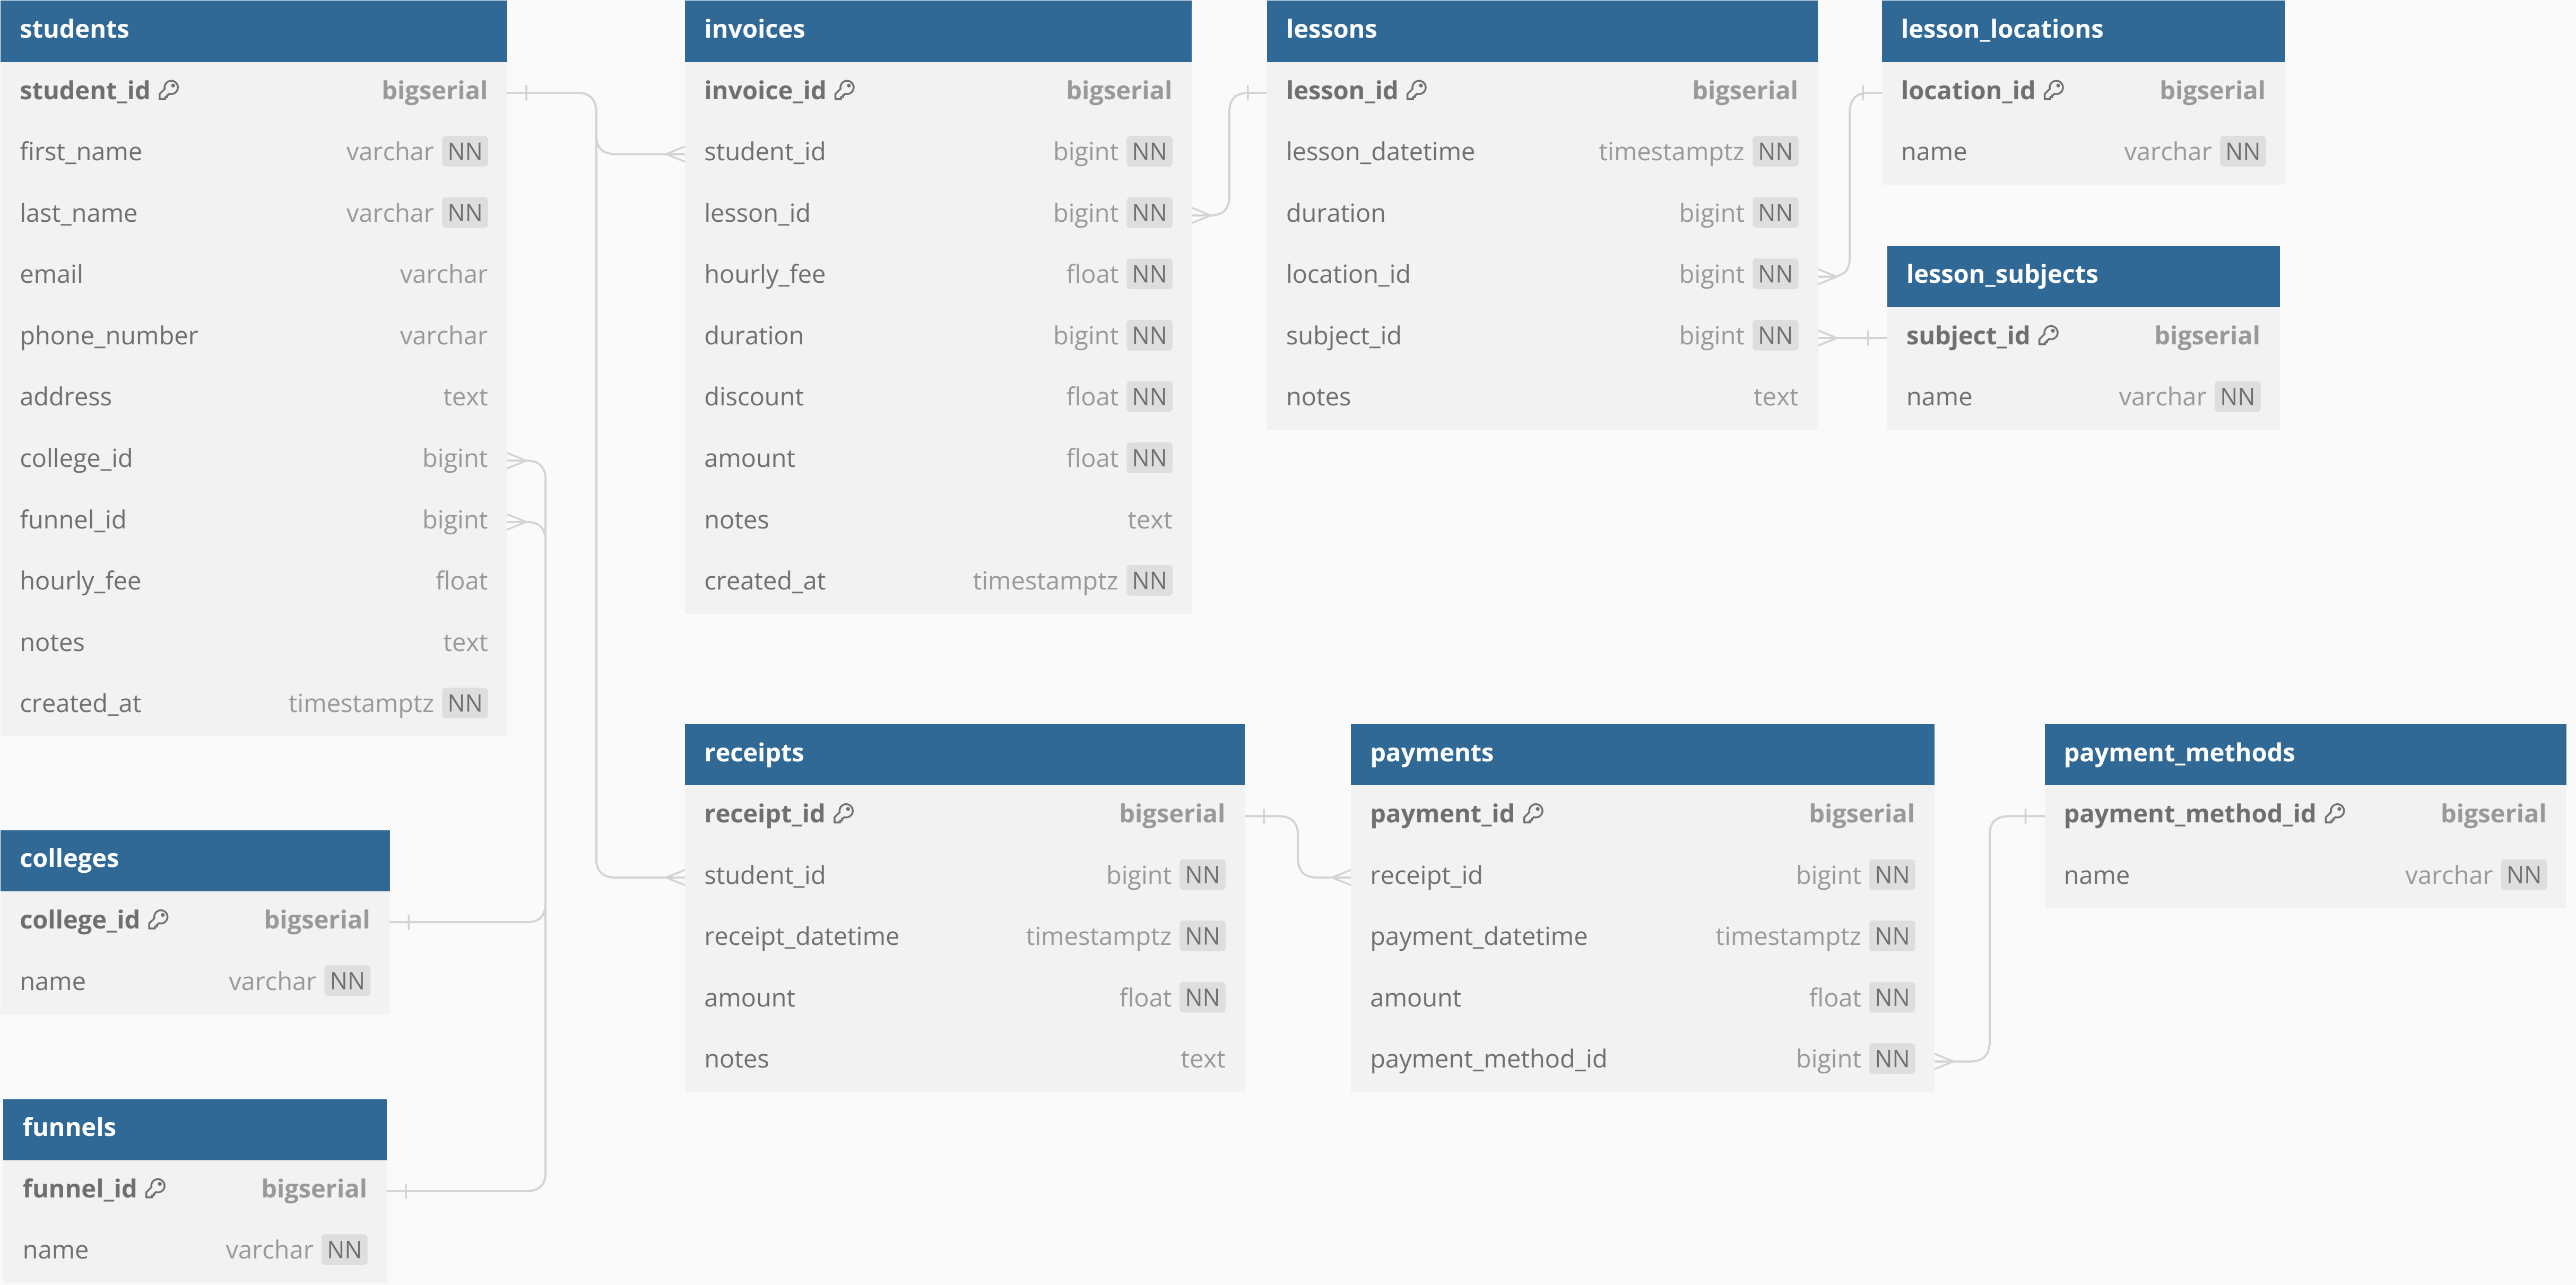 students
student_id bigserial
first_name varchar NN
last_name varchar NN
email varchar
phone_number varchar
address text
college_id bigint
funnel_id bigint
hourly_fee float
notes text
created_at timestamptz NN
invoices
invoice_id bigserial
student_id bigint NN
lesson_id bigint NN
hourly_fee float NN
duration bigint NN
discount float NN
amount float NN
notes text
created_at timestamptz NN
lessons
lesson_id bigserial
lesson_datetime timestamptz NN
duration bigint NN
location_id bigint NN
subject_id bigint NN
notes text
lesson_locations
location_id bigserial
name varchar NN
lesson_subjects
subject_id bigserial
name varchar NN
receipts
receipt_id bigserial
student_id bigint NN
receipt_datetime timestamptz NN
amount float NN
notes text
payments
payment_id bigserial
receipt_id bigint NN
payment_datetime timestamptz NN
amount float NN
payment_method_id bigint NN
payment_methods
payment_method_id bigserial
name varchar NN
colleges
college_id bigserial
name varchar NN
funnels
funnel_id bigserial
name varchar NN